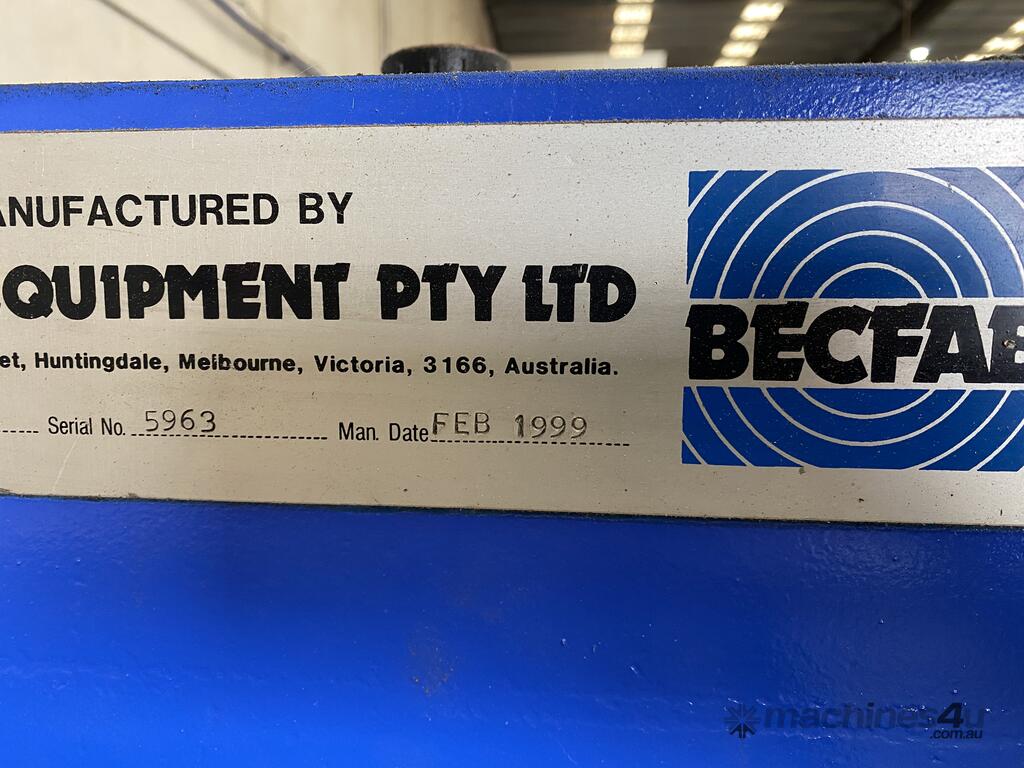 ANUFACTURED BY
EQUIPMENT PTY LTD
et, Huntingdale, Melbourne, Victoria, 3166, Australia.
Serial No. 5963 Man. Date FEB 1999
BECFAB
machines4u
.com.au